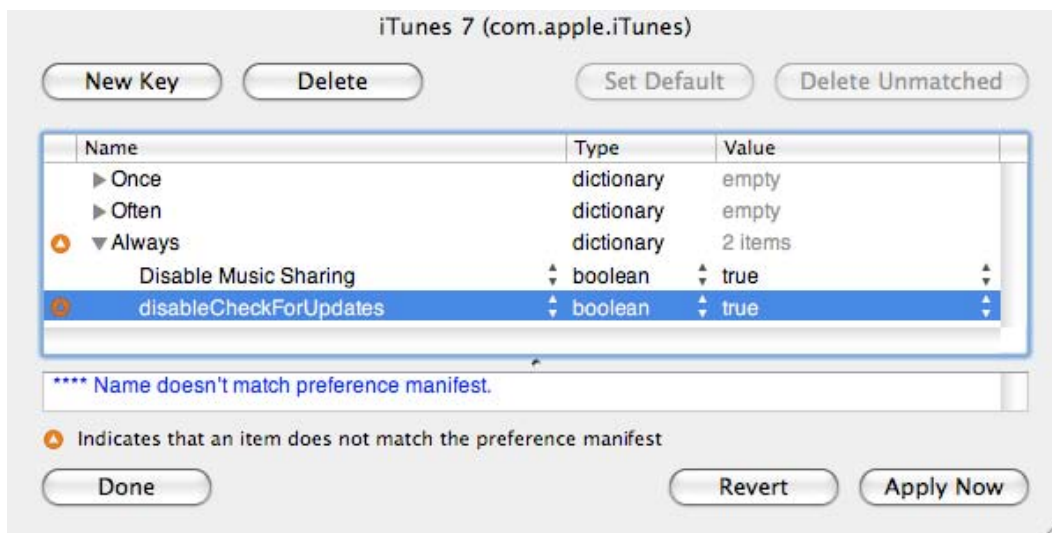 iTunes 7 (com.apple.iTunes)
New Key Delete Set Default Delete Unmatched
Name Type Value
Once dictionary empty
Often dictionary empty
Always dictionary 2 items
Disable Music Sharing boolean true
disableCheckForUpdates boolean true
**** Name doesn't match preference manifest.
Indicates that an item does not match the preference manifest
Done Revert Apply Now